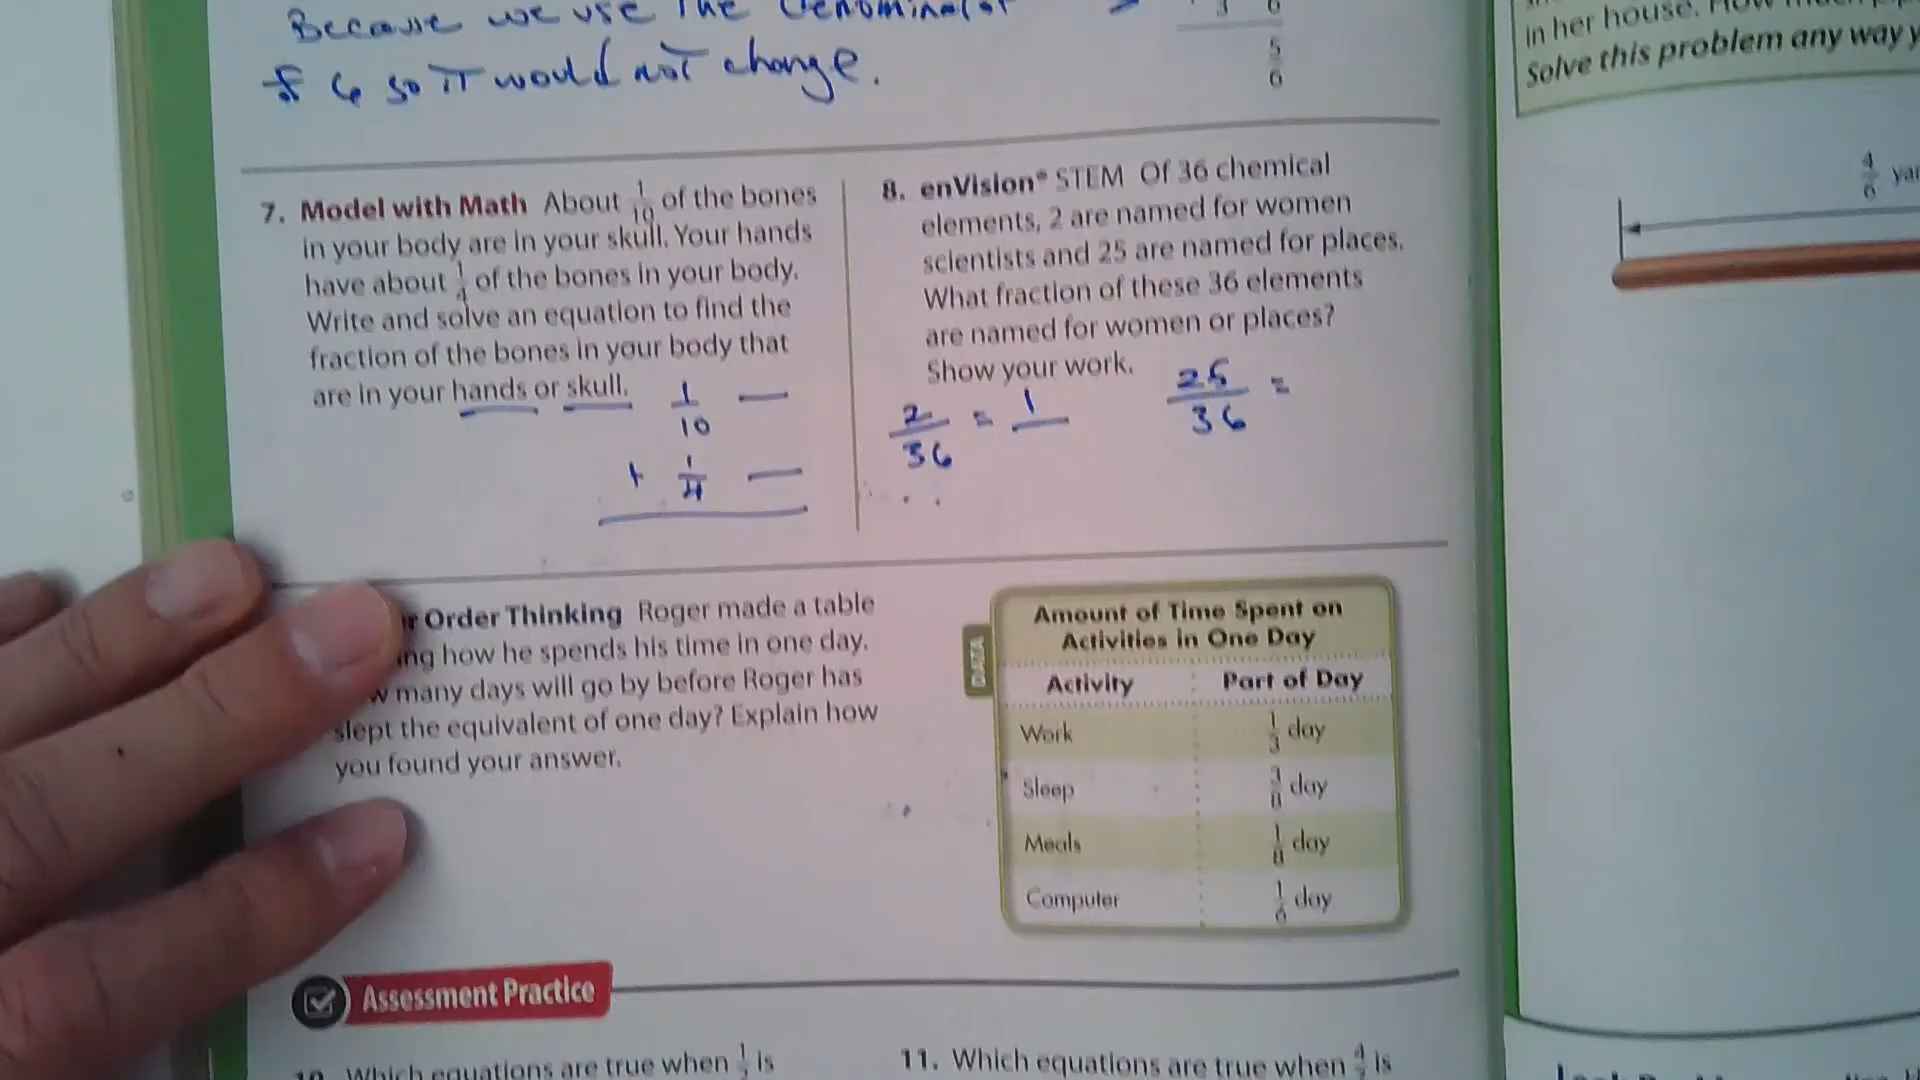 Because we use the Denominator
of 6 so it would not change.
5
6
in her house. How much
Solve this problem any way y
4
6 yar
7. Model with Math About 1/10 of the bones
in your body are in your skull. Your hands
have about 1/4 of the bones in your body.
Write and solve an equation to find the
fraction of the bones in your body that
are in your hands or skull.
1
10
+ 1
4
8. enVision® STEM Of 36 chemical
elements, 2 are named for women
scientists and 25 are named for places.
What fraction of these 36 elements
are named for women or places?
Show your work.
2/36 = 1
25/36 =
r Order Thinking Roger made a table
ing how he spends his time in one day.
w many days will go by before Roger has
slept the equivalent of one day? Explain how
you found your answer.
DATA
Amount of Time Spent on
Activities in One Day
Activity Part of Day
Work 1/3 day
Sleep 3/8 day
Meals 1/8 day
Computer 1/6 day
Assessment Practice
10. Which equations are true when 1/ is
11. Which equations are true when 4/ is